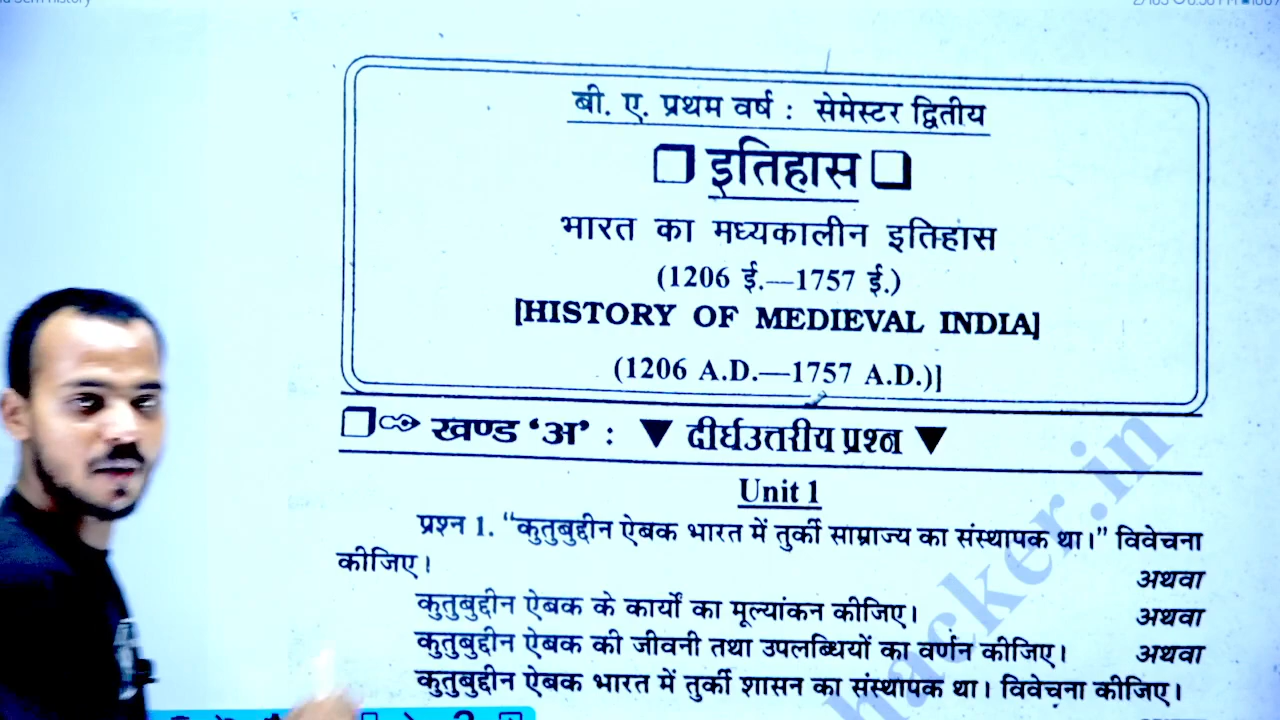 बी. ए. प्रथम वर्ष : सेमेस्टर द्वितीय
❏ इतिहास ❏
भारत का मध्यकालीन इतिहास
(1206 ई.—1757 ई.)
[HISTORY OF MEDIEVAL INDIA]
(1206 A.D.—1757 A.D.)]
खण्ड ‘अ’ : ▼ दीर्घउत्तरीय प्रश्न ▼
Unit 1
प्रश्न 1. “कुतुबुद्दीन ऐबक भारत में तुर्की साम्राज्य का संस्थापक था।” विवेचना
कीजिए। अथवा
कुतुबुद्दीन ऐबक के कार्यों का मूल्यांकन कीजिए। अथवा
कुतुबुद्दीन ऐबक की जीवनी तथा उपलब्धियों का वर्णन कीजिए। अथवा
कुतुबुद्दीन ऐबक भारत में तुर्की शासन का संस्थापक था। विवेचना कीजिए।
hacker.in